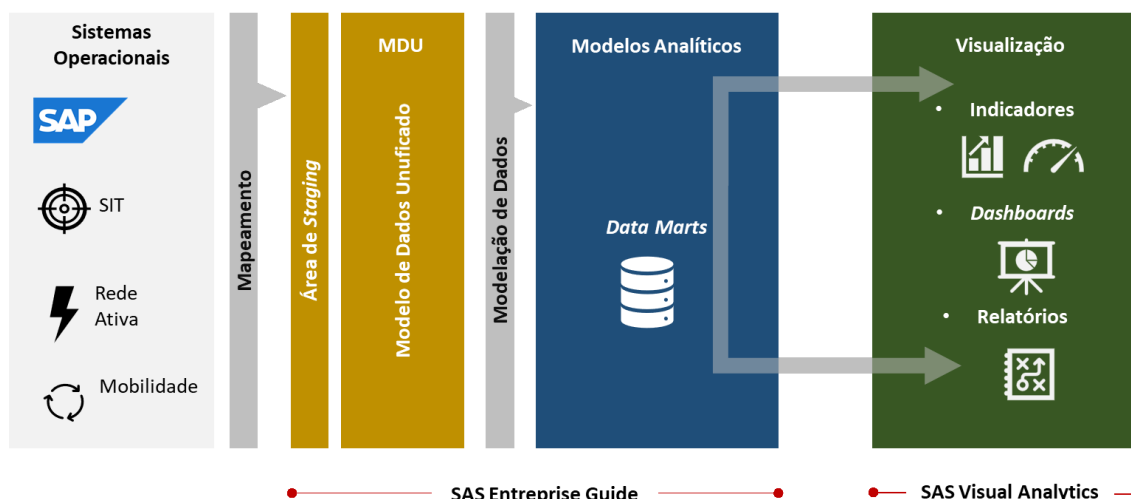 Sistemas
Operacionais
SAP
SIT
Rede
Ativa
Mobilidade
Mapeamento
Área de Staging
MDU
Modelo de Dados Unuficado
Modelação de Dados
Modelos Analíticos
Data Marts
Visualização
• Indicadores
• Dashboards
• Relatórios
SAS Entreprise Guide
SAS Visual Analytics